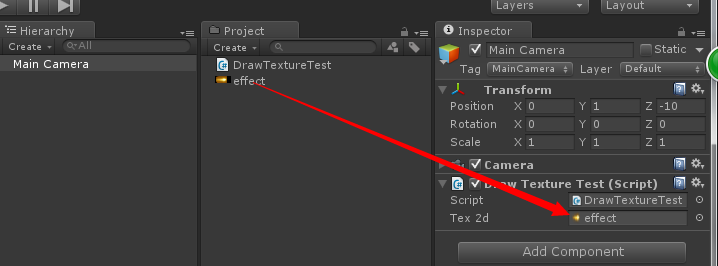 Layers Layout
Hierarchy
Create All
Main Camera
Project
Create
DrawTextureTest
effect
Inspector
Main Camera Static
Tag MainCamera Layer Default
Transform
Position X 0 Y 1 Z -10
Rotation X 0 Y 0 Z 0
Scale X 1 Y 1 Z 1
Camera
Draw Texture Test (Script)
Script DrawTextureTest
Tex 2d effect
Add Component